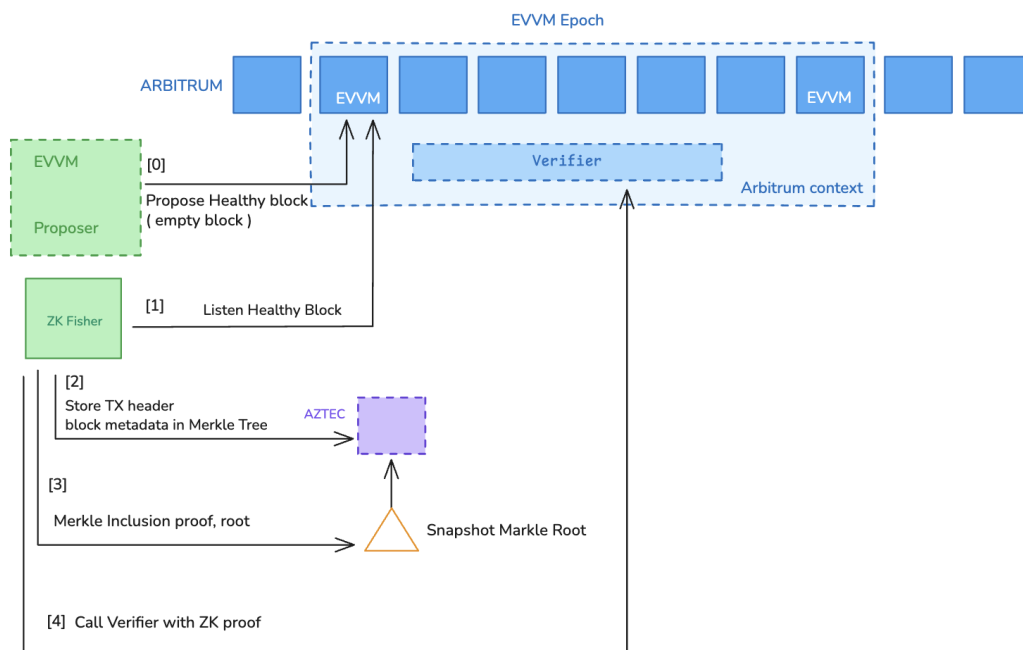 EVVM Epoch
ARBITRUM
EVVM
EVVM
Verifier
Arbitrum context
EVVM
Proposer
[0]
Propose Healthy block
( empty block )
ZK Fisher
[1]
Listen Healthy Block
[2]
Store TX header
block metadata in Merkle Tree
AZTEC
[3]
Merkle Inclusion proof, root
Snapshot Markle Root
[4] Call Verifier with ZK proof